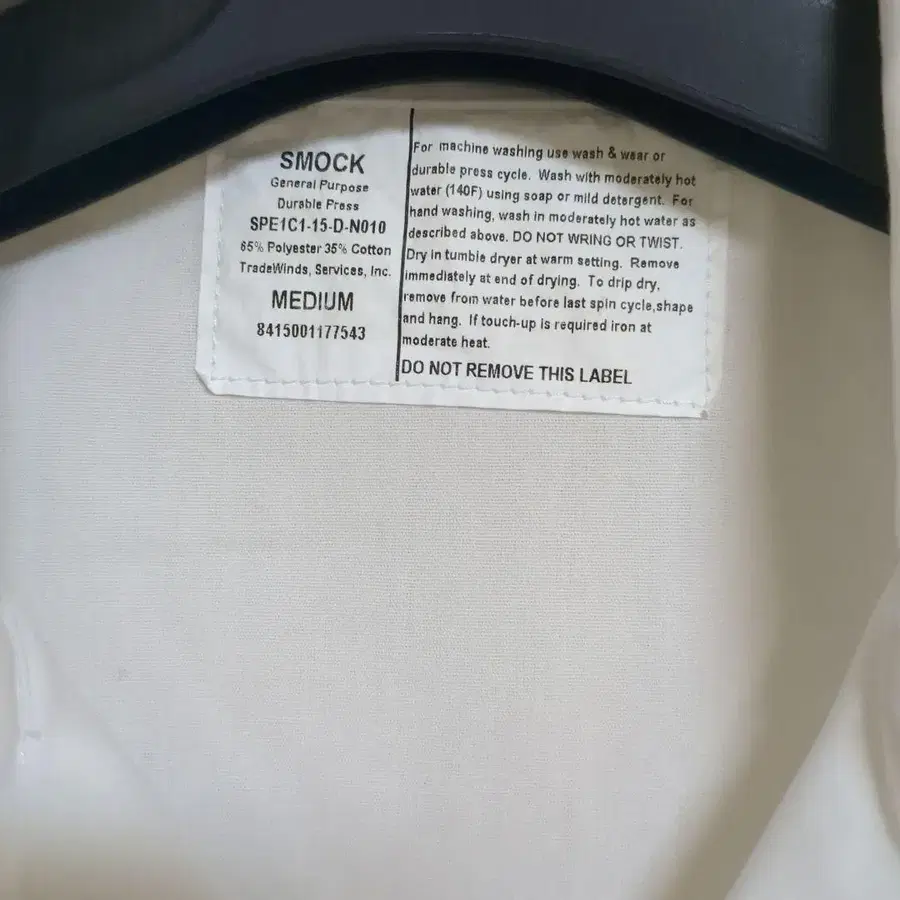 SMOCK
General Purpose
Durable Press
SPE1C1-15-D-N010
65% Polyester 35% Cotton
TradeWinds, Services, Inc.
MEDIUM
8415001177543
For machine washing use wash & wear or
durable press cycle. Wash with moderately hot
water (140F) using soap or mild detergent. For
hand washing, wash in moderately hot water as
described above. DO NOT WRING OR TWIST.
Dry in tumble dryer at warm setting. Remove
immediately at end of drying. To drip dry,
remove from water before last spin cycle,shape
and hang. If touch-up is required iron at
moderate heat.
DO NOT REMOVE THIS LABEL